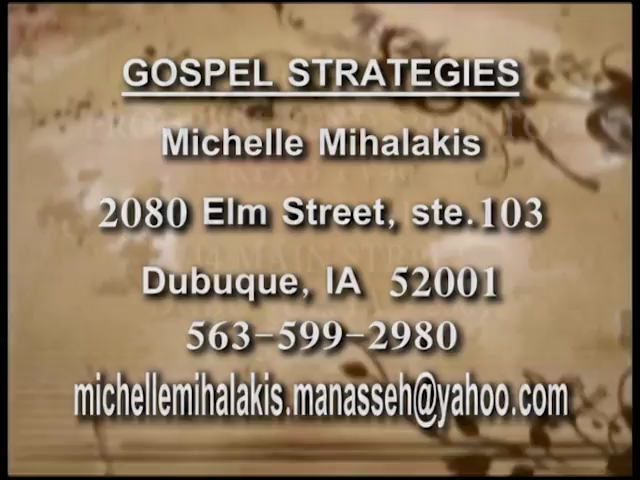 GOSPEL STRATEGIES
Michelle Mihalakis
2080 Elm Street, ste.103
Dubuque, IA 52001
563-599-2980
michellemihalakis.manasseh@yahoo.com